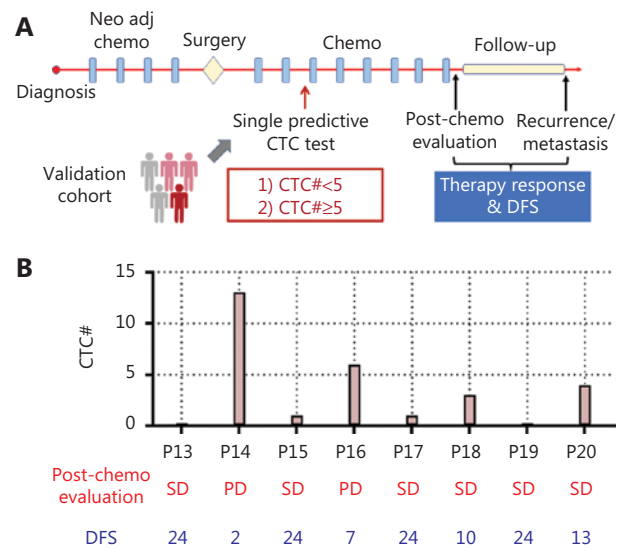 A
Neo adj
chemo
Surgery
Chemo
Follow-up
Diagnosis
Single predictive
CTC test
Post-chemo
evaluation
Recurrence/
metastasis
Validation
cohort
1) CTC#<5
2) CTC#≥5
Therapy response
& DFS
B
CTC#
15
10
5
0
P13 P14 P15 P16 P17 P18 P19 P20
Post-chemo
evaluation
SD PD SD PD SD SD SD SD
DFS 24 2 24 7 24 10 24 13